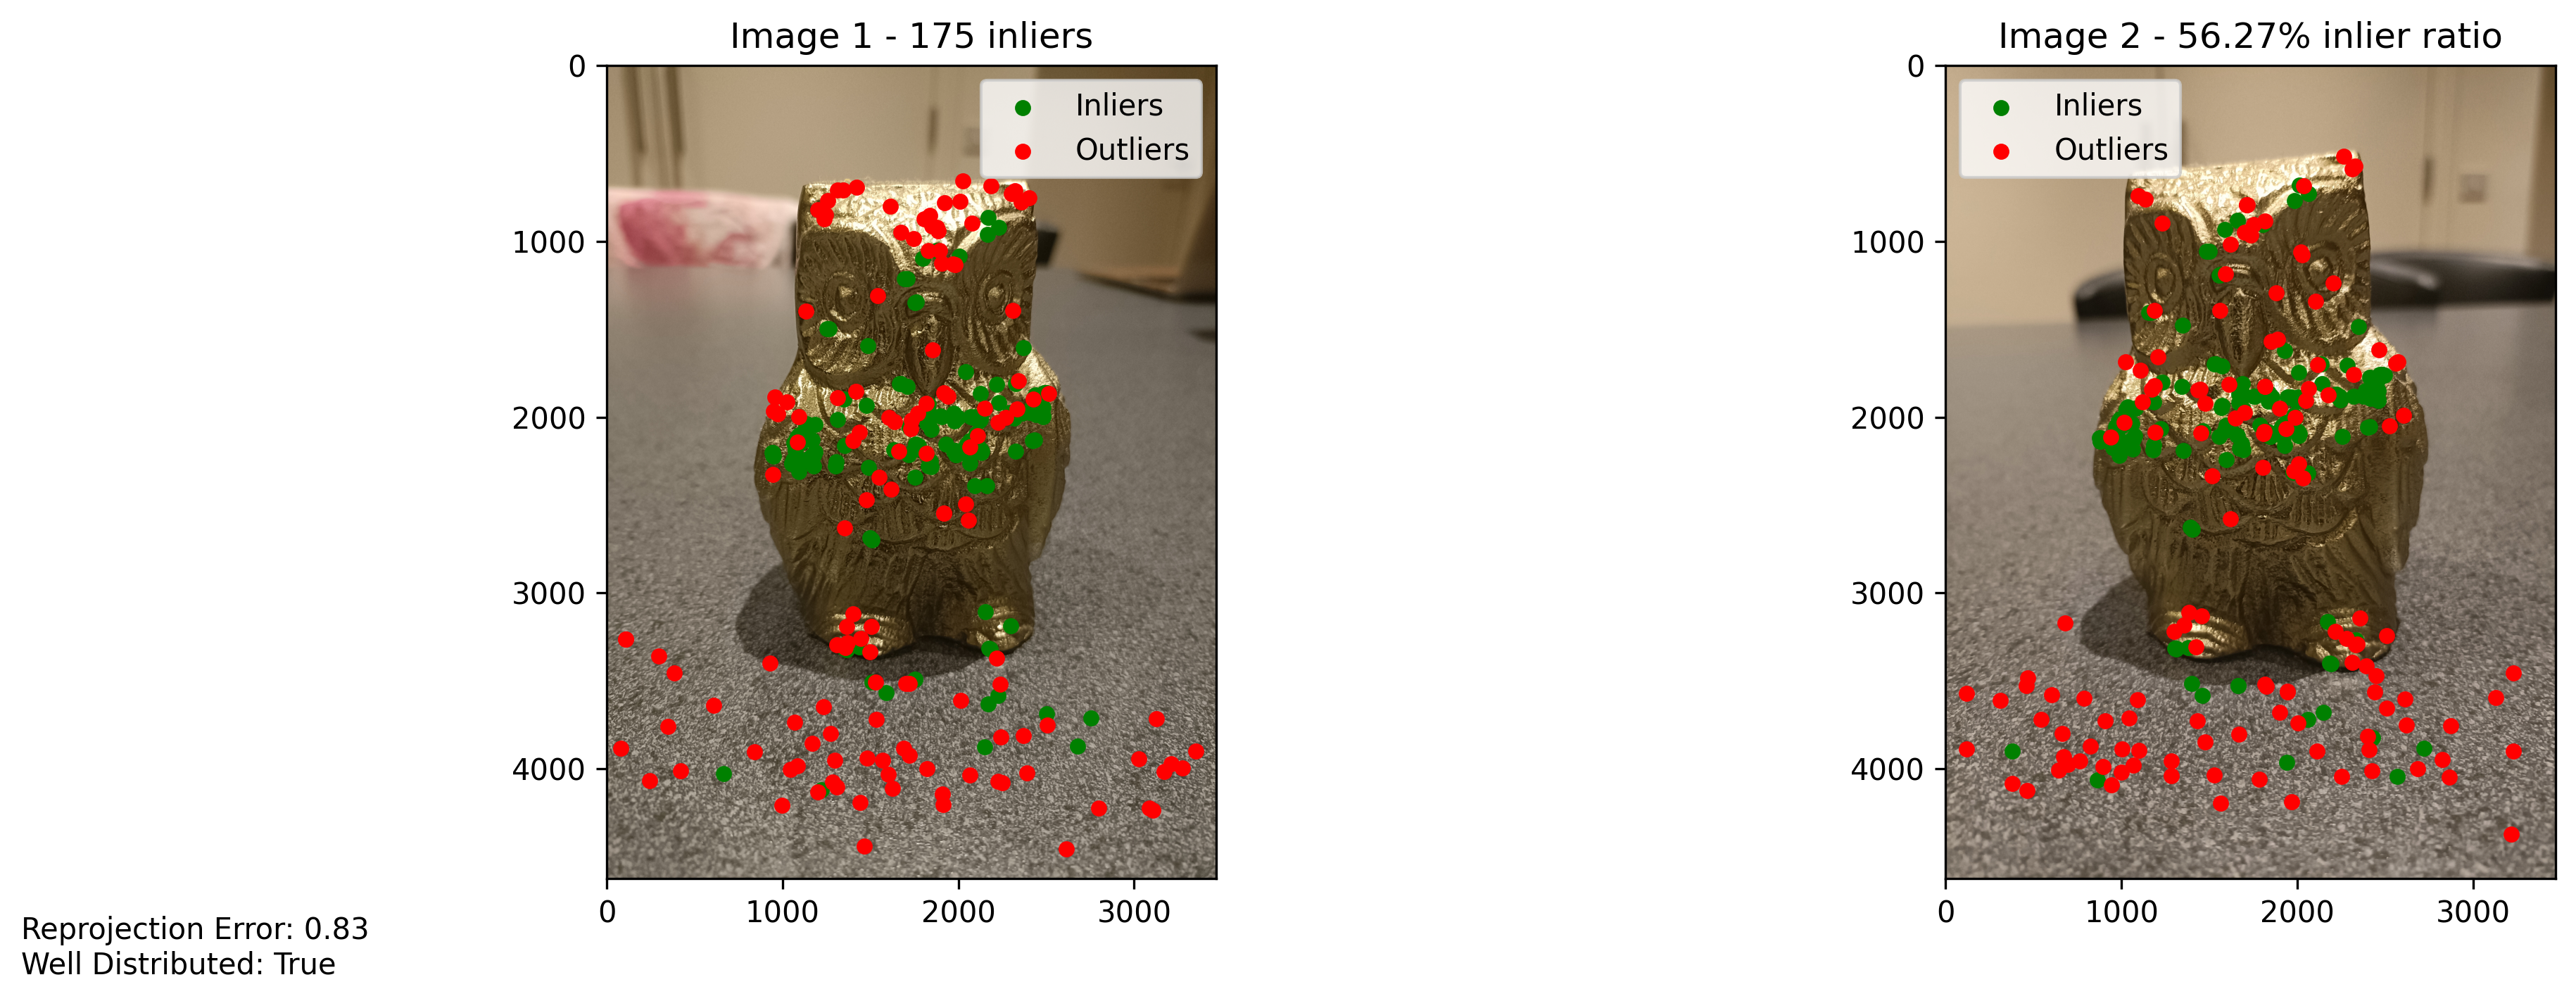 Image 1 - 175 inliers
Image 2 - 56.27% inlier ratio
0
1000
2000
3000
4000
0
1000
2000
3000
Inliers
Outliers
0
1000
2000
3000
4000
0
1000
2000
3000
Inliers
Outliers
Reprojection Error: 0.83
Well Distributed: True